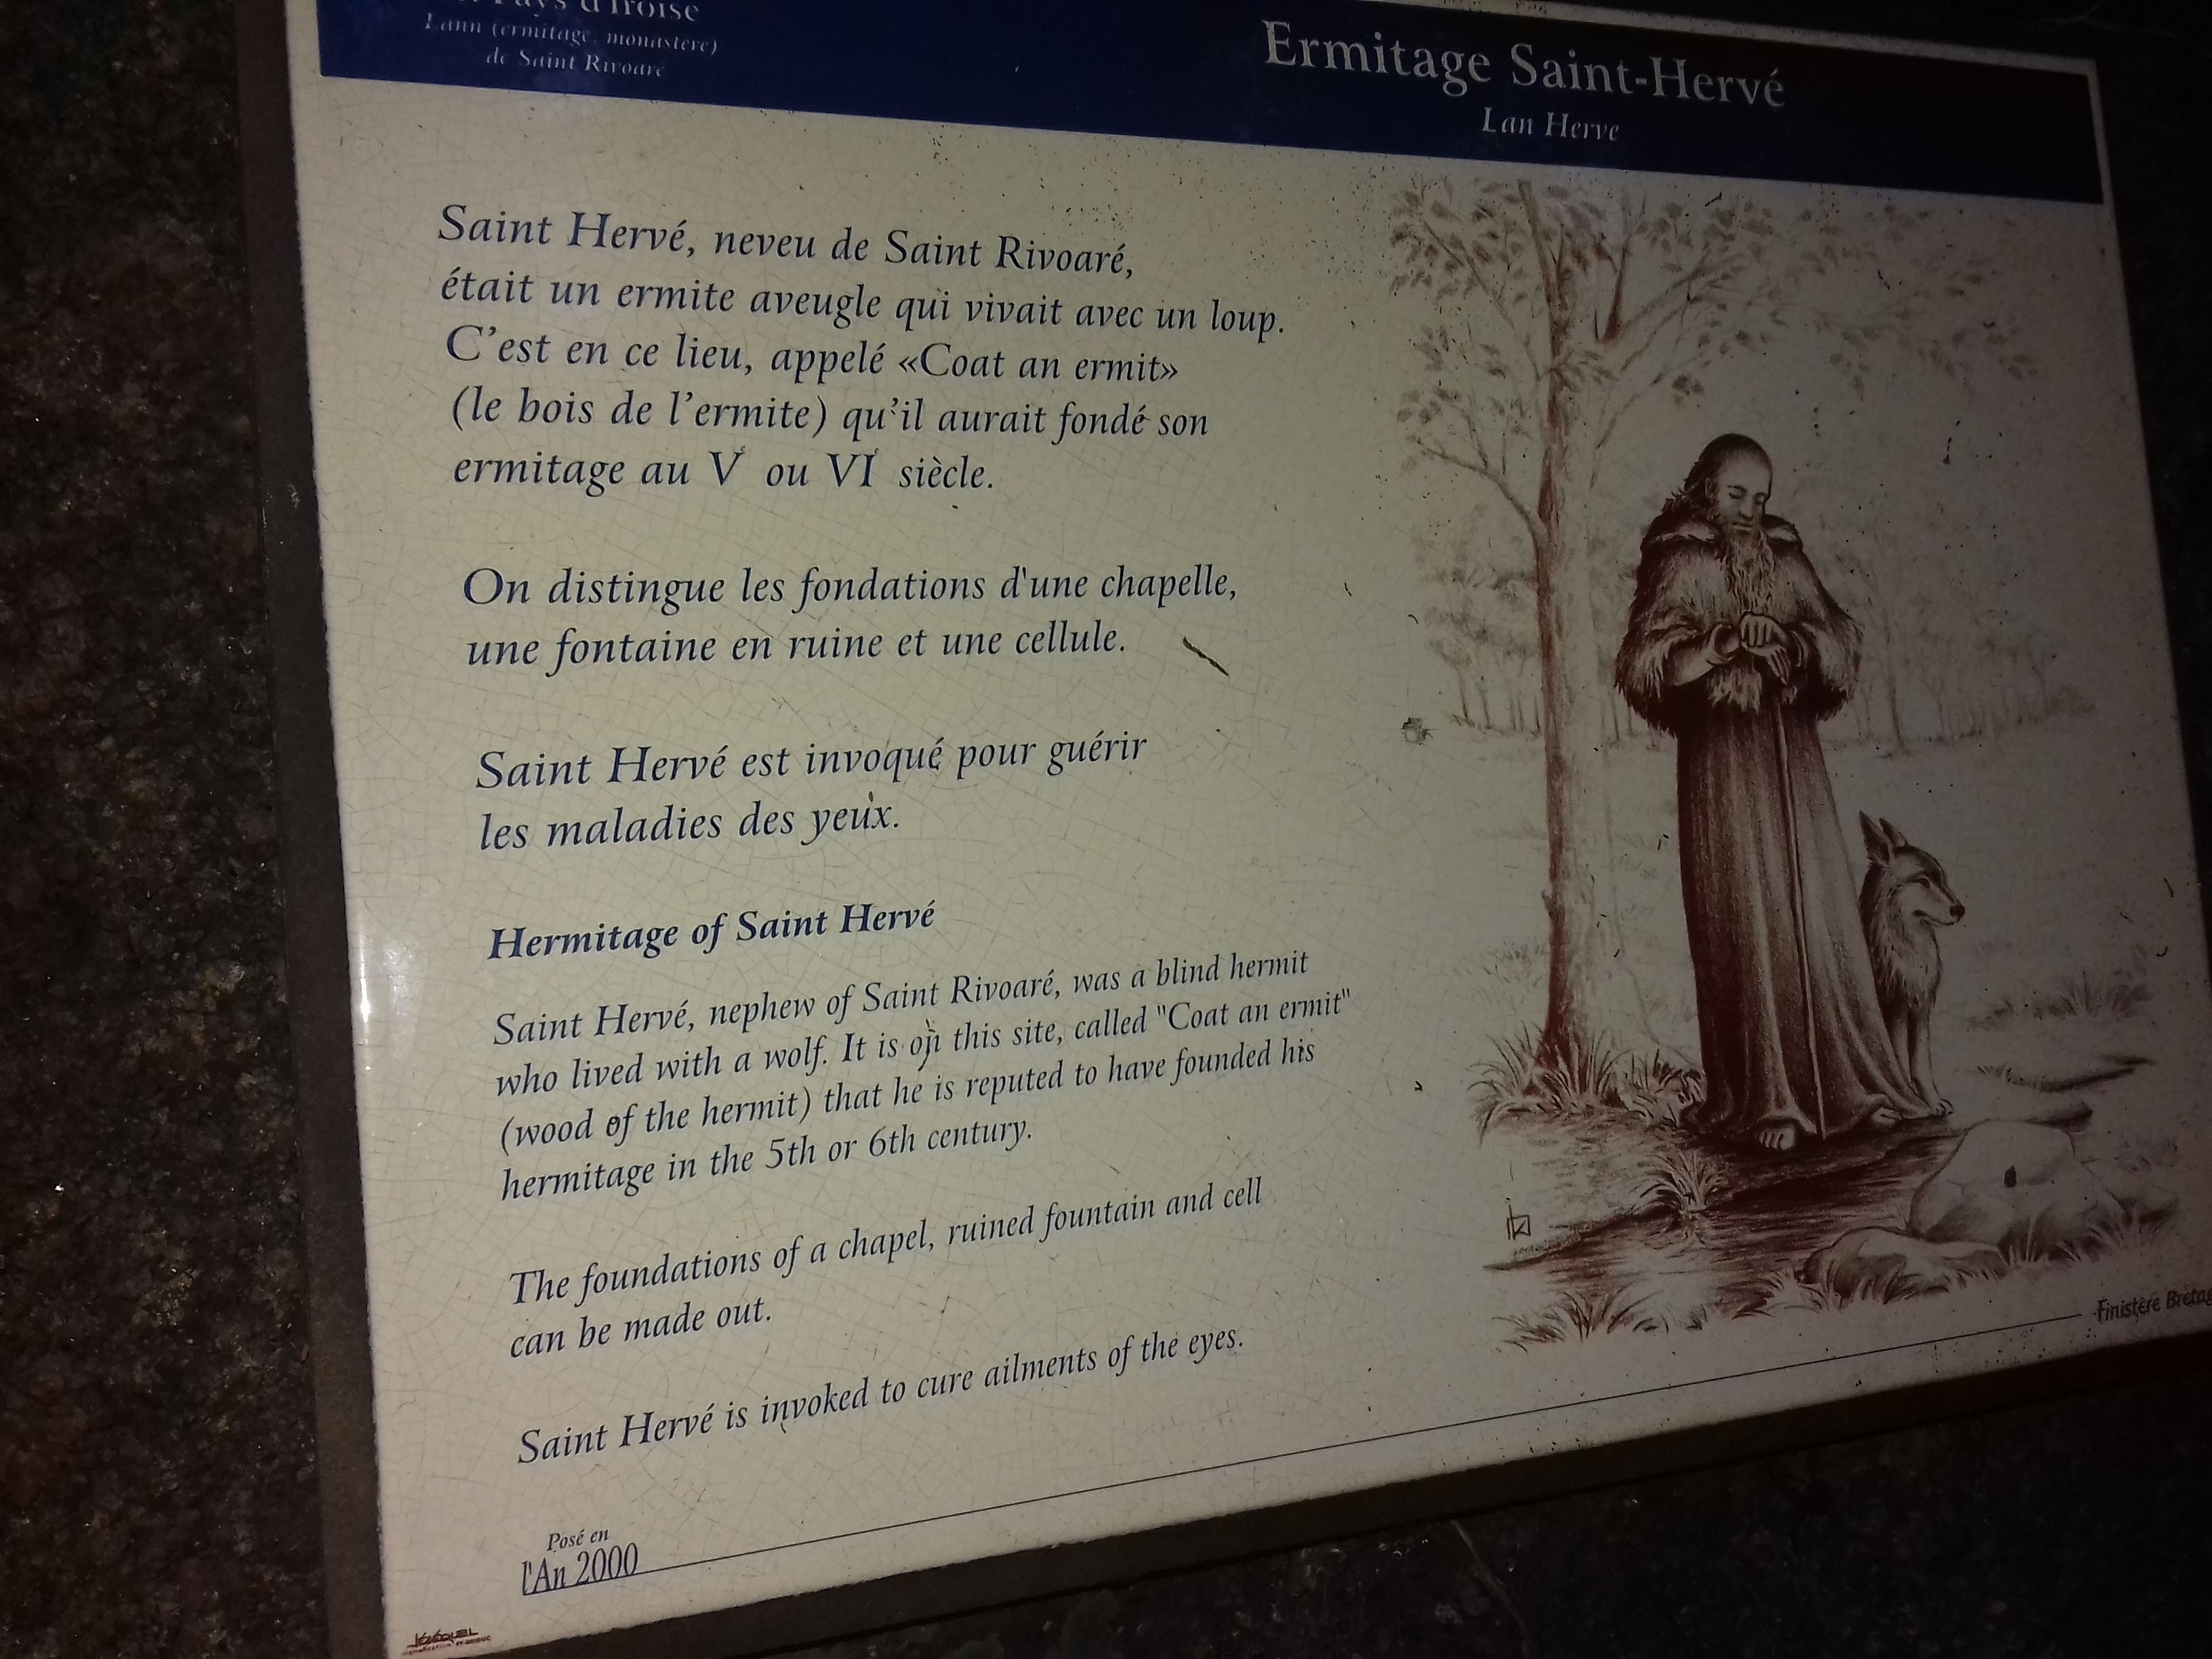 Pays d'Iroise
Lann (ermitage, monastère)
de Saint Rivoaré
Ermitage Saint-Hervé
Lan Herve
Saint Hervé, neveu de Saint Rivoaré,
était un ermite aveugle qui vivait avec un loup.
C'est en ce lieu, appelé «Coat an ermit»
(le bois de l'ermite) qu'il aurait fondé son
ermitage au Ve ou VIe siècle.
On distingue les fondations d'une chapelle,
une fontaine en ruine et une cellule.
Saint Hervé est invoqué pour guérir
les maladies des yeux.
Hermitage of Saint Hervé
Saint Hervé, nephew of Saint Rivoaré, was a blind hermit
who lived with a wolf. It is on this site, called "Coat an ermit"
(wood of the hermit) that he is reputed to have founded his
hermitage in the 5th or 6th century.
The foundations of a chapel, ruined fountain and cell
can be made out.
Saint Hervé is invoked to cure ailments of the eyes.
Finistère
Posé en
l'An 2000